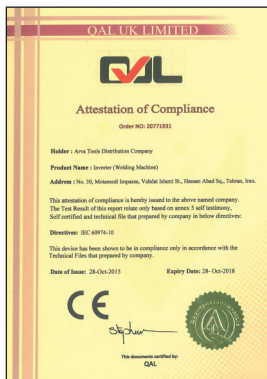 QAL UK LIMITED
QAL
Attestation of Compliance
Order NO: 20771031
Holder : Arva Tools Distribution Company
Product Name : Inverter (Welding Machine)
Address : No. 30, Motamedi Impasse, Vahdat Islami St., Hassan Abad Sq., Tehran, Iran.
This attestation of compliance is hereby issued to the above named company.
The Test Result of this report relate only based on annex 5 self testimony,
Self certified and technical file that prepared by company in below directives:
Directives: IEC 60974-10
This device has been shown to be in compliance only in accordance with the
Technical Files that prepared by company.
Date of Issue: 28-Oct-2015 Expiry Date: 28- Oct-2018
CE
Stephen
This documents certified by:
QAL